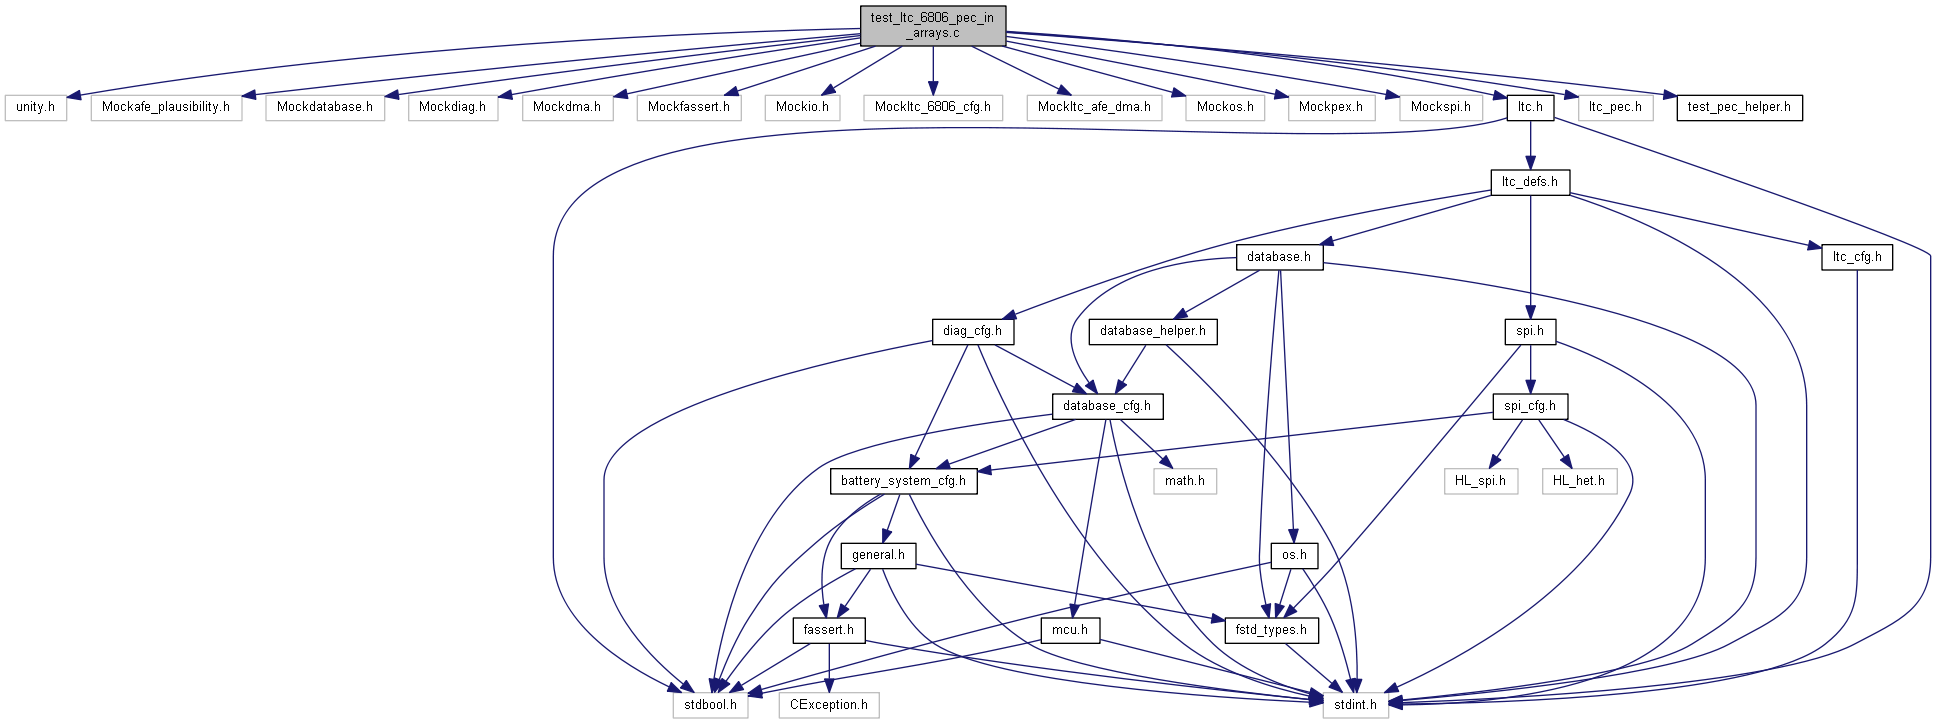 test_ltc_6806_pec_in
_arrays.c
unity.h
Mockafe_plausibility.h
Mockdatabase.h
Mockdiag.h
Mockdma.h
Mockfassert.h
Mockio.h
Mockltc_6806_cfg.h
Mockltc_afe_dma.h
Mockos.h
Mockpex.h
Mockspi.h
ltc.h
ltc_pec.h
test_pec_helper.h
ltc_defs.h
database.h
ltc_cfg.h
diag_cfg.h
database_helper.h
spi.h
database_cfg.h
spi_cfg.h
battery_system_cfg.h
math.h
HL_spi.h
HL_het.h
general.h
os.h
fassert.h
mcu.h
fstd_types.h
stdbool.h
CException.h
stdint.h